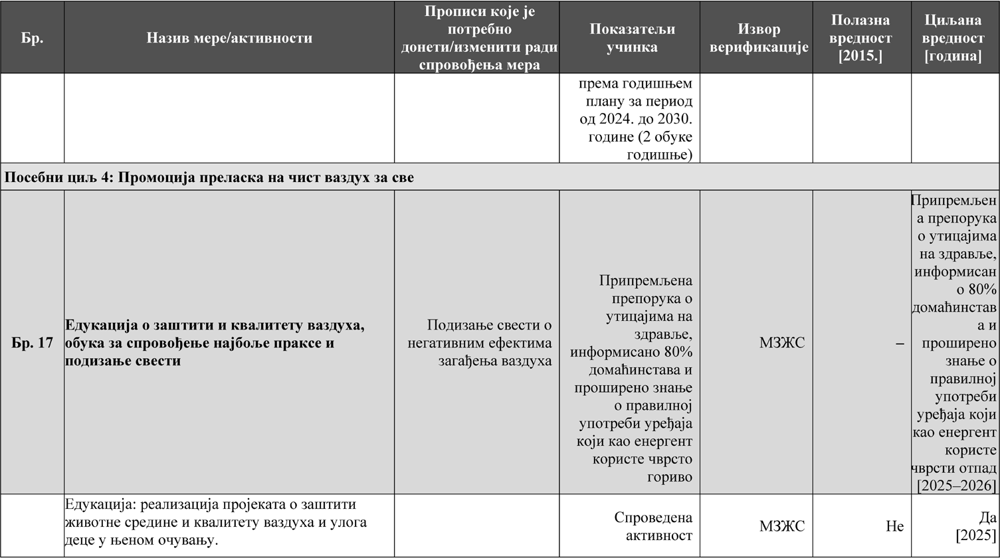 Бр.
Назив мере/активности
Прописи које је
потребно
донети/изменити ради
спровођења мера
Показатељи
учинка
Извор
верификације
Полазна
вредност
[2015.]
Циљана
вредност
[година]
према годишњем
плану за период
од 2024. до 2030.
године (2 обуке
годишње)
Посебни циљ 4: Промоција преласка на чист ваздух за све
Бр. 17
Едукација о заштити и квалитету ваздуха,
обука за спровођење најбоље праксе и
подизање свести
Подизање свести о
негативним ефектима
загађења ваздуха
Припремљена
препорука о
утицајима на
здравље,
информисано 80%
домаћинстава и
проширено знање
о правилној
употреби уређаја
који као енергент
користе чврсто
гориво
МЗЖС
–
Припремљен
а препорука
о утицајима
на здравље,
информисан
о 80%
домаћинстав
а и
проширено
знање о
правилној
употреби
уређаја који
као енергент
користе
чврсти отпад
[2025–2026]
Едукација: реализација пројеката о заштити
животне средине и квалитету ваздуха и улога
деце у њеном очувању.
Спроведена
активност
МЗЖС
Не
Да
[2025]